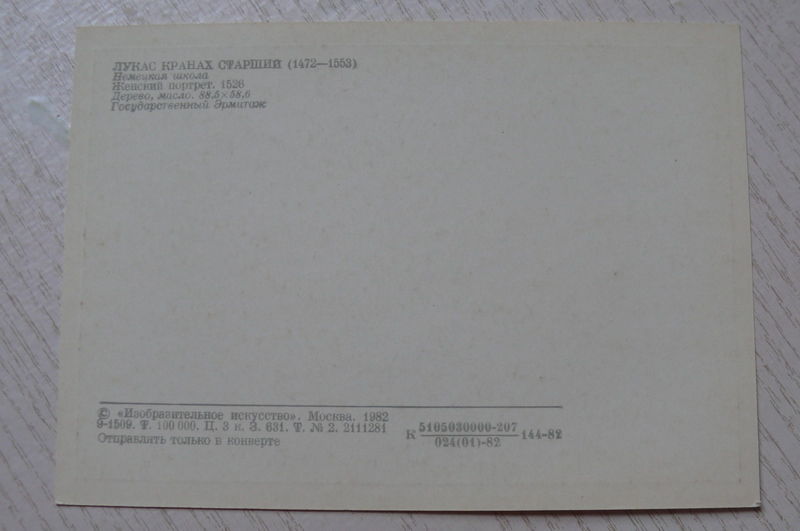 ЛУКАС КРАНАХ СТАРШИЙ (1472—1553)
Немецкая школа
Женский портрет. 1526
Дерево, масло. 88,5×58,6
Государственный Эрмитаж
© «Изобразительное искусство». Москва. 1982
9-1509. Т. 100 000. Ц. 3 к. З. 631. Т. № 2. 2111281
Отправлять только в конверте
К 5105030000-207
024(01)-82
144-82